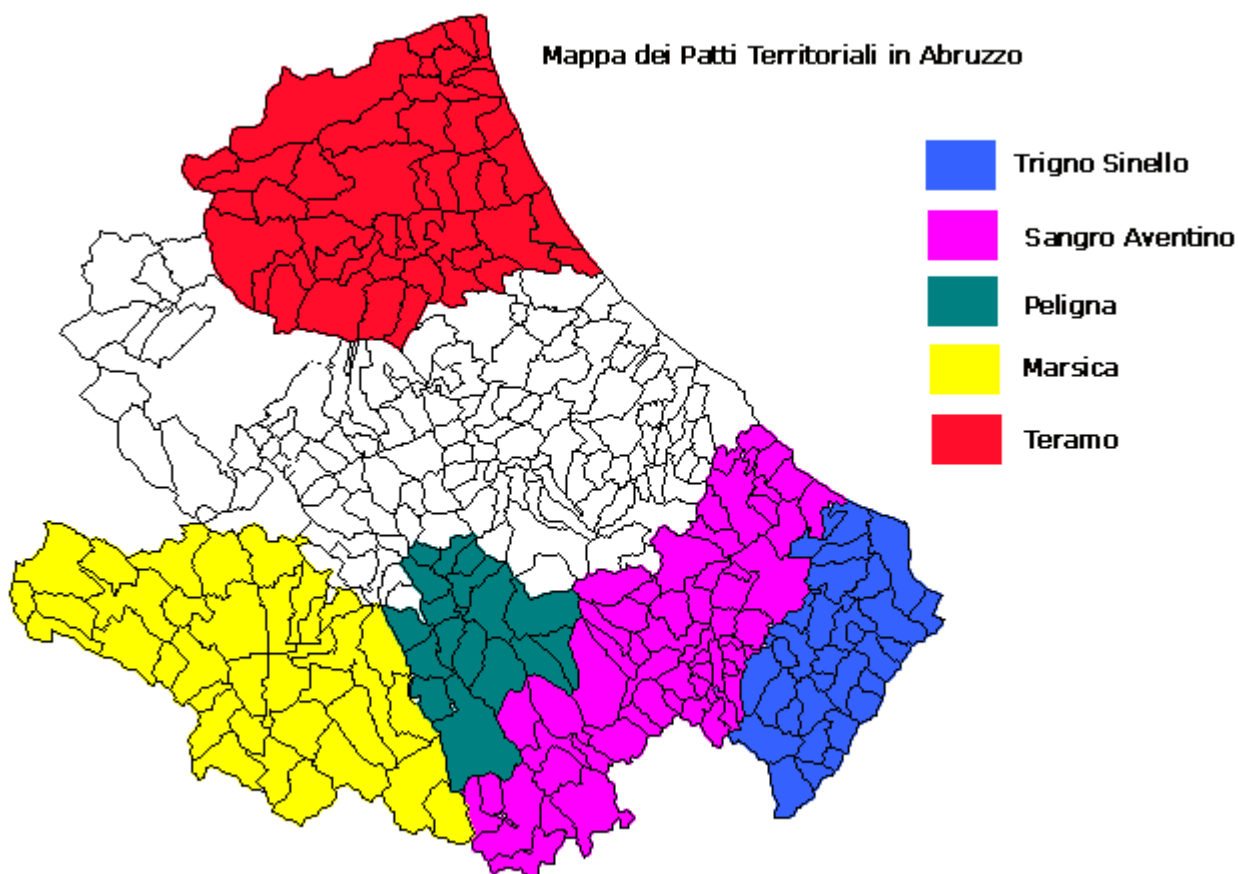 Mappa dei Patti Territoriali in Abruzzo
Trigno Sinello
Sangro Aventino
Peligna
Marsica
Teramo